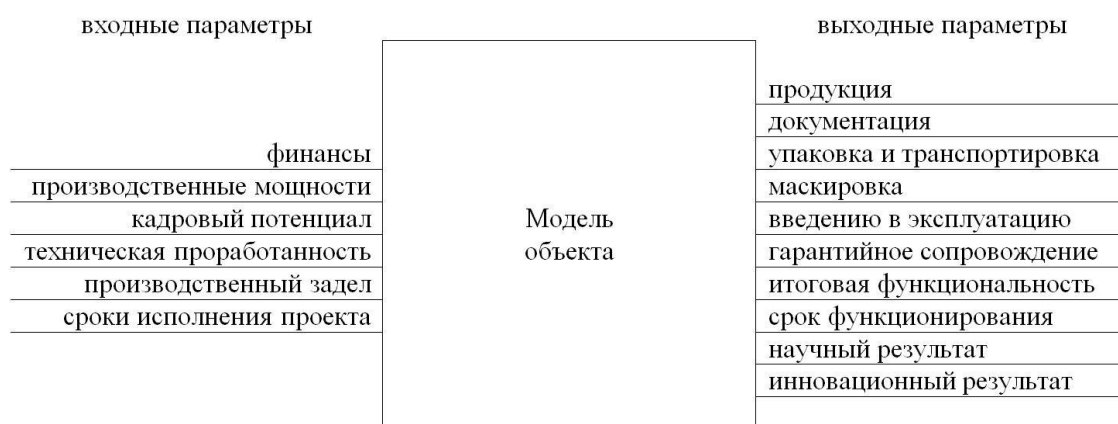 входные параметры
выходные параметры
финансы
производственные мощности
кадровый потенциал
техническая проработанность
производственный задел
сроки исполнения проекта
Модель
объекта
продукция
документация
упаковка и транспортировка
маскировка
введению в эксплуатацию
гарантийное сопровождение
итоговая функциональность
срок функционирования
научный результат
инновационный результат